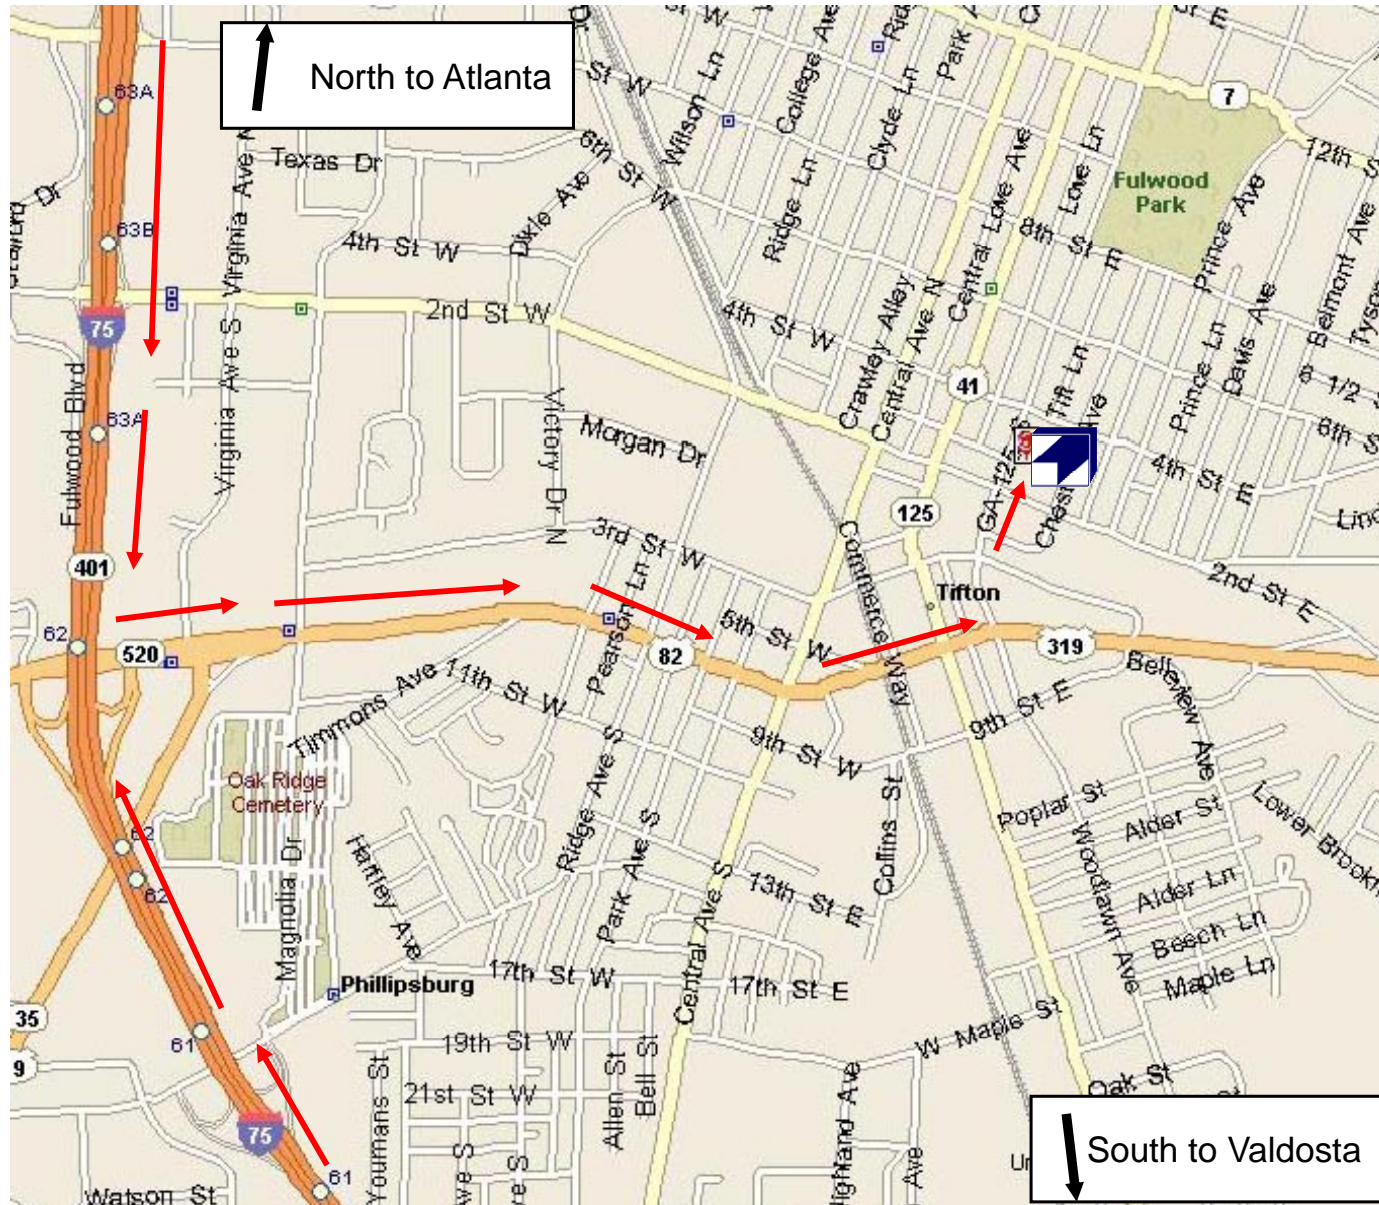 North to Atlanta
63A
Texas Dr
Virginia Ave N
6th St W
Wilson Ln
College Ave
Clyde Ln
Park
St W
Dr
7
12th S
Fulwood
Park
Dixie Ave
4th St W
63B
Ridge Ln
Central Love Ave
Love Ln
8th St E
Prince Ave
Belmont Ave
Tyson
75
2nd St W
4th St W
Crawley Alley
Central Ave N
41
Tift Ln
Ave
Prince Ln
Davis Ave
6 1/2 S
6th S
Fulwood Blvd
63A
Virginia Ave S
Victory Dr N
Morgan Dr
GA-125
4th St E
125
Linc
401
3rd St W
Pearson Ln
Commerce Way
Tifton
2nd St E
62
520
5th St W
82
319
Belleview Ave
Timmons Ave
11th St W
9th St W
9th St E
Oak Ridge
Cemetery
62
62
Magnolia Dr
Hartley Ave
Ridge Ave S
Park Ave S
Central Ave S
13th St E
Collins St
Poplar St
Woodlawn Ave
Alder St
Alder Ln
Beech Ln
Maple Ln
Lower Brook
Phillipsburg
17th St W
17th St E
35
9
61
19th St W
21st St W
W Maple St
Oak St
Allen St
Bell St
Youmans St
Ave S
Ave
75
61
Watson St
South to Valdosta